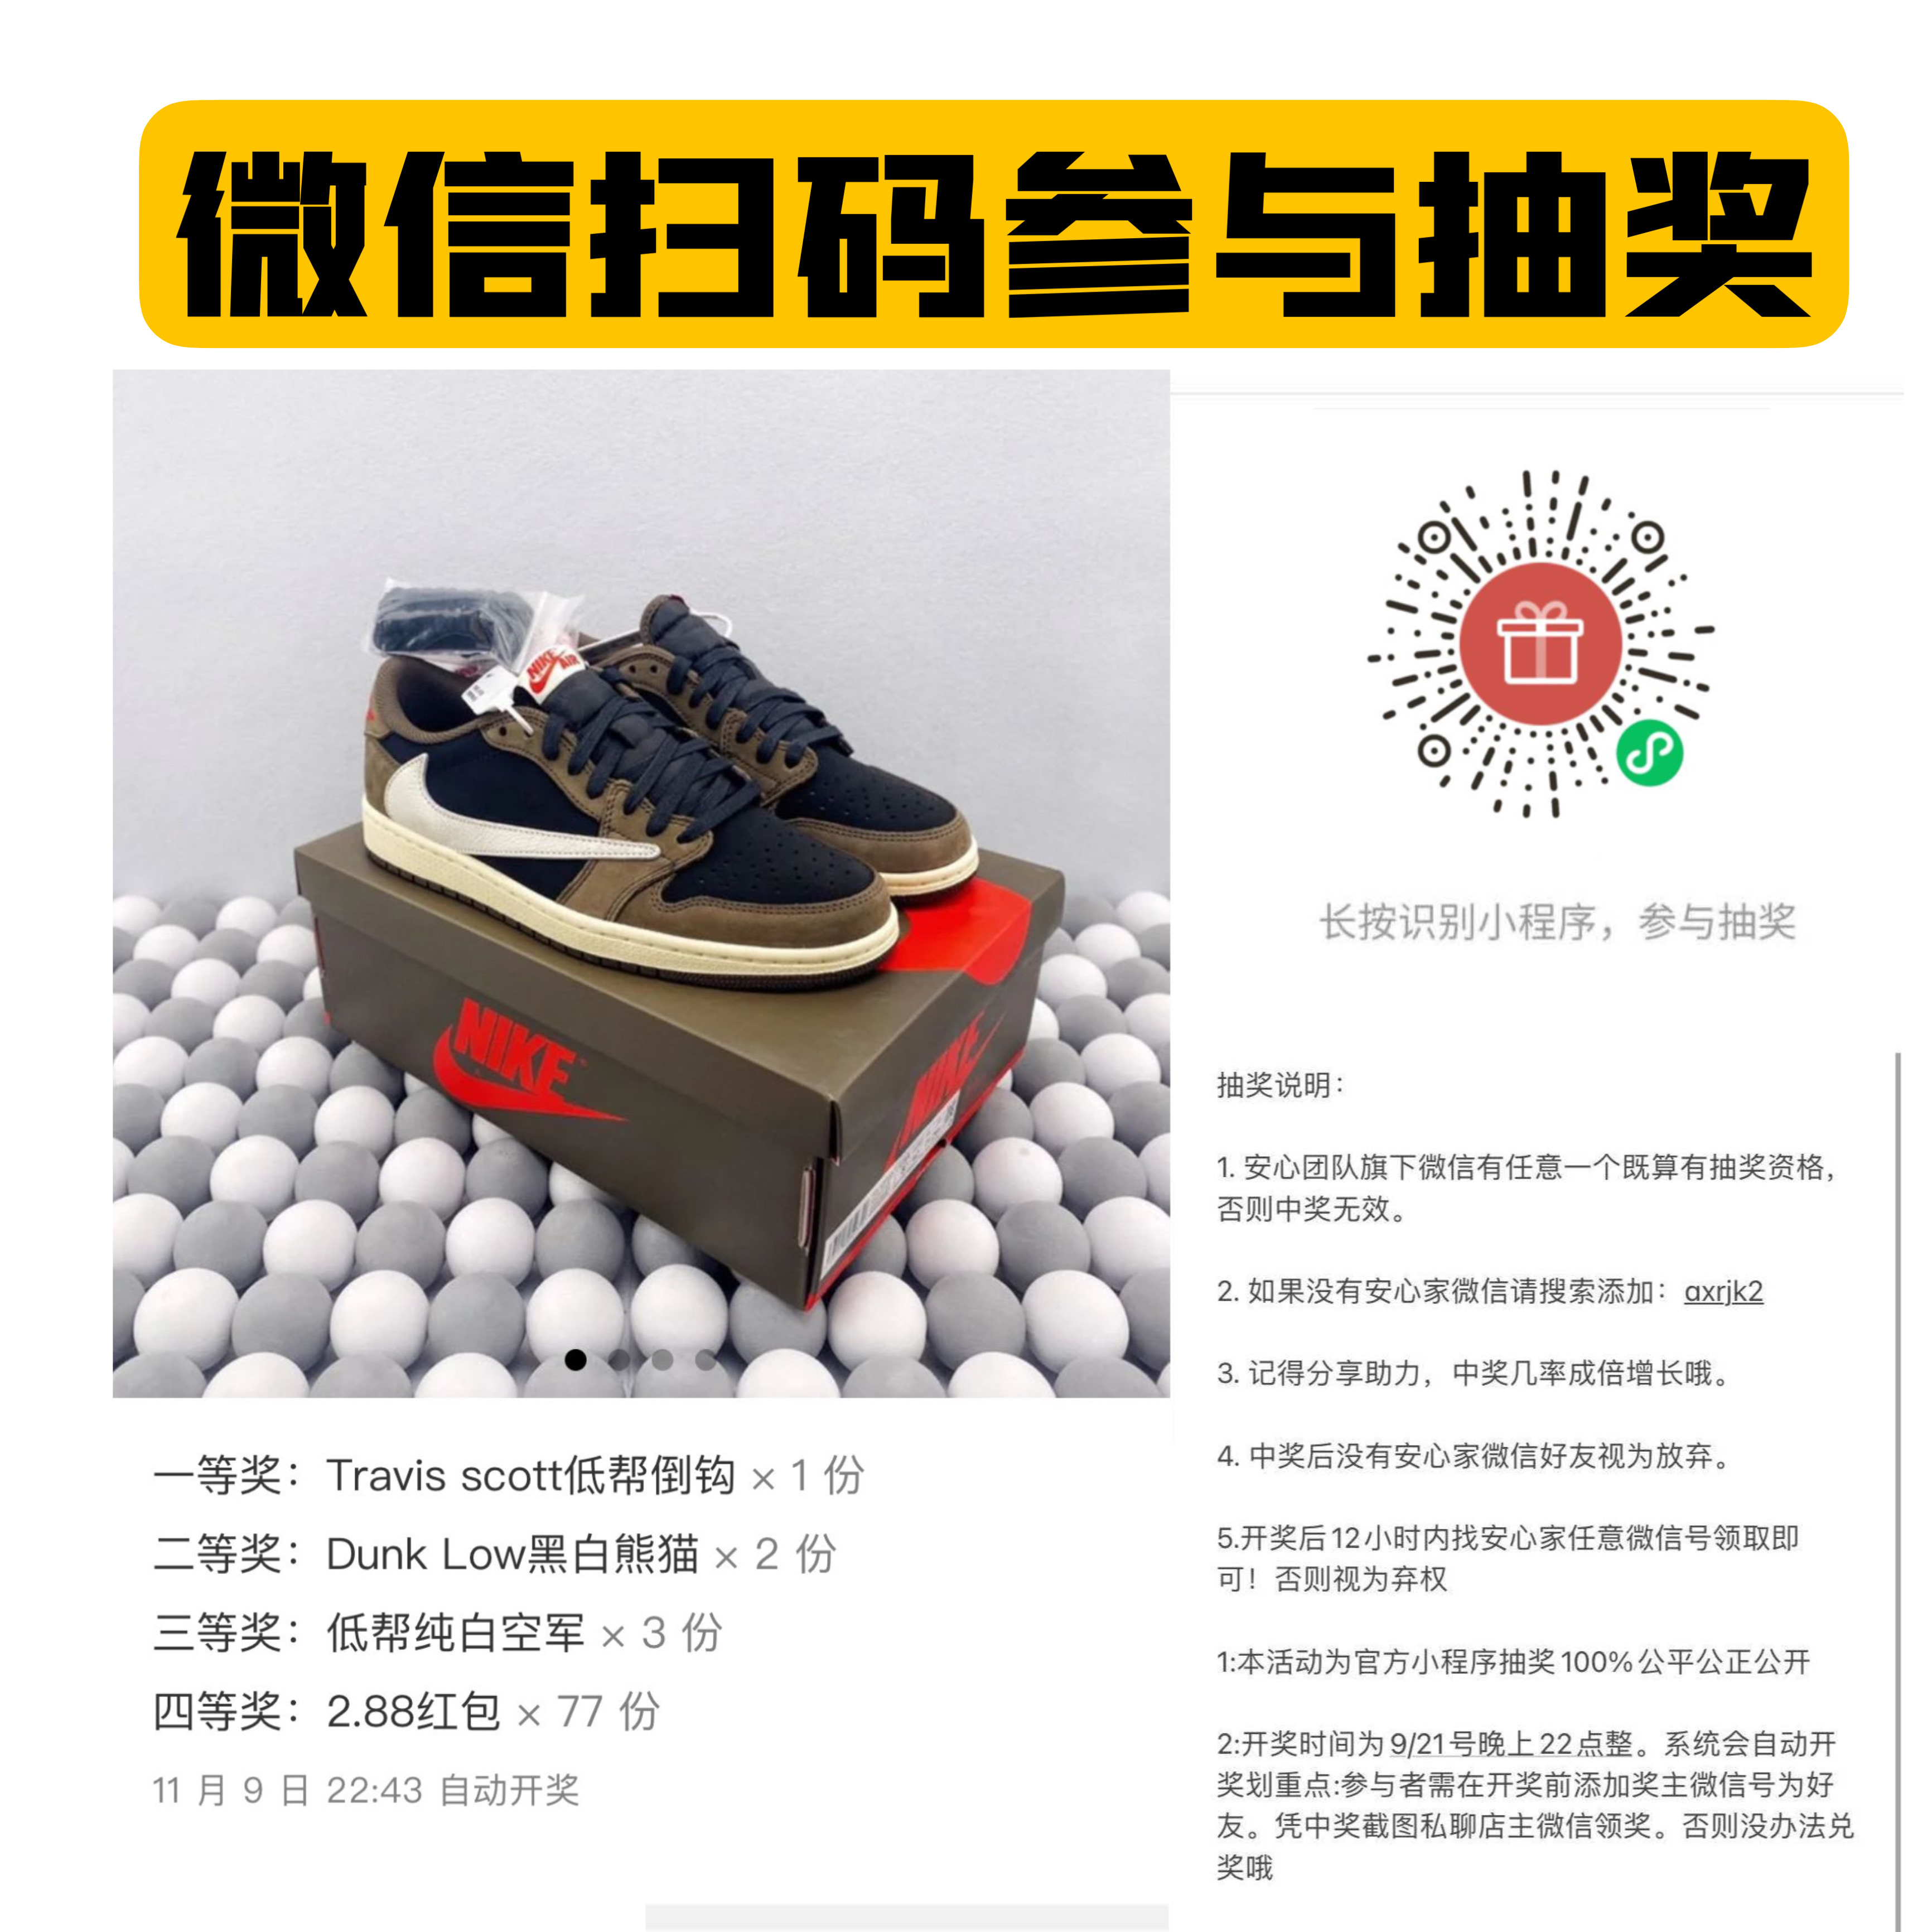 微信扫码参与抽奖
NIKE AIR
NIKE
NIKE
一等奖：Travis scott低帮倒钩 × 1 份
二等奖：Dunk Low黑白熊猫 × 2 份
三等奖：低帮纯白空军 × 3 份
四等奖：2.88红包 × 77 份
11 月 9 日 22:43 自动开奖
长按识别小程序，参与抽奖
抽奖说明：
1. 安心团队旗下微信有任意一个既算有抽奖资格，
否则中奖无效。
2. 如果没有安心家微信请搜索添加：axrjk2
3. 记得分享助力，中奖几率成倍增长哦。
4. 中奖后没有安心家微信好友视为放弃。
5.开奖后12小时内找安心家任意微信号领取即
可！否则视为弃权
1:本活动为官方小程序抽奖100%公平公正公开
2:开奖时间为9/21号晚上22点整。系统会自动开
奖划重点:参与者需在开奖前添加奖主微信号为好
友。凭中奖截图私聊店主微信领奖。否则没办法兑
奖哦